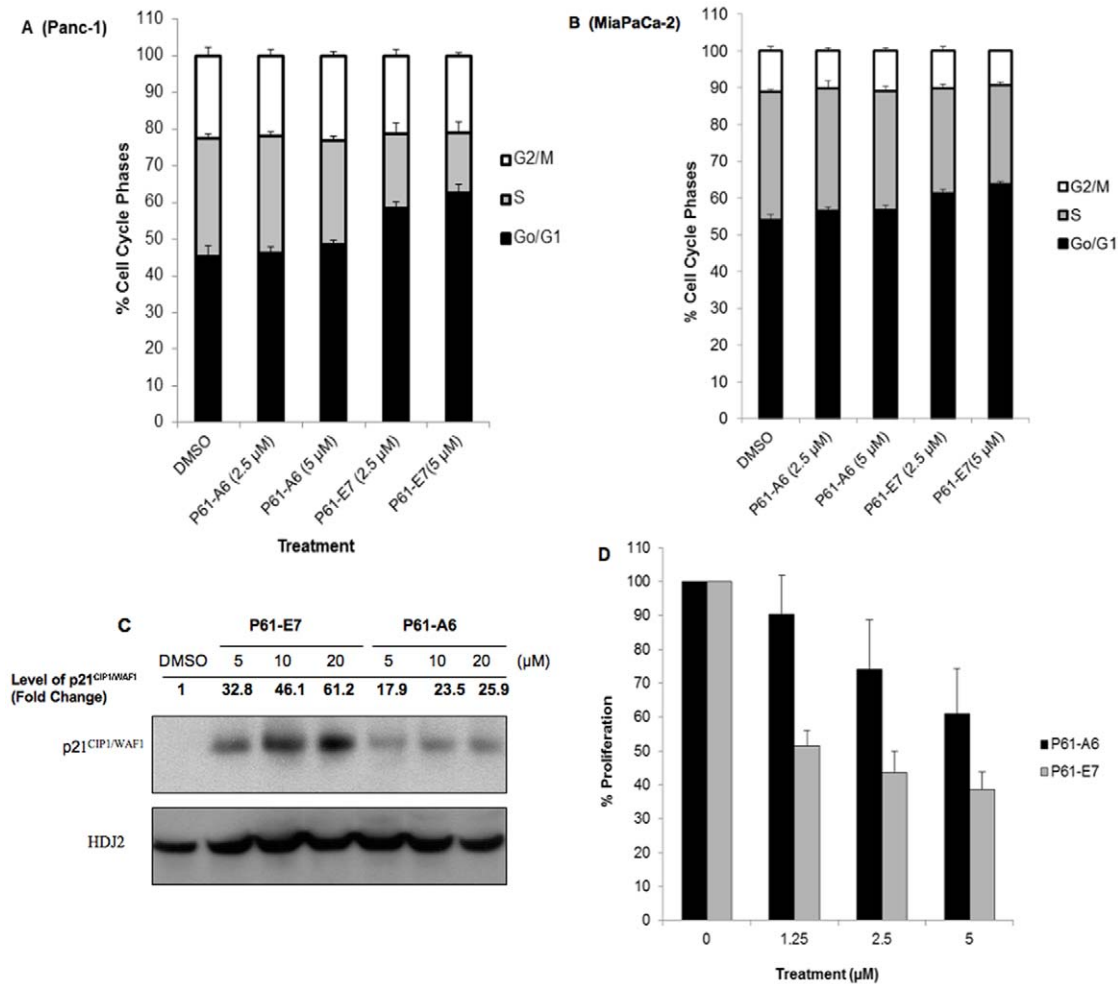 A (Panc-1)
110
100
90
80
70
60
50
40
30
20
10
0
% Cell Cycle Phases
G2/M
S
Go/G1
DMSO
P61-A6 (2.5 µM)
P61-A6 (5 µM)
P61-E7 (2.5 µM)
P61-E7(5 µM)
Treatment
B (MiaPaCa-2)
110
100
90
80
70
60
50
40
30
20
10
0
% Cell Cycle Phases
G2/M
S
Go/G1
DMSO
P61-A6 (2.5 µM)
P61-A6 (5 µM)
P61-E7 (2.5 µM)
P61-E7(5 µM)
C
P61-E7 P61-A6
DMSO 5 10 20 5 10 20 (µM)
Level of p21CIP1/WAF1
(Fold Change) 1 32.8 46.1 61.2 17.9 23.5 25.9
p21CIP1/WAF1
HDJ2
D
110
100
90
80
70
60
50
40
30
20
10
0
% Proliferation
P61-A6
P61-E7
0 1.25 2.5 5
Treatment (µM)